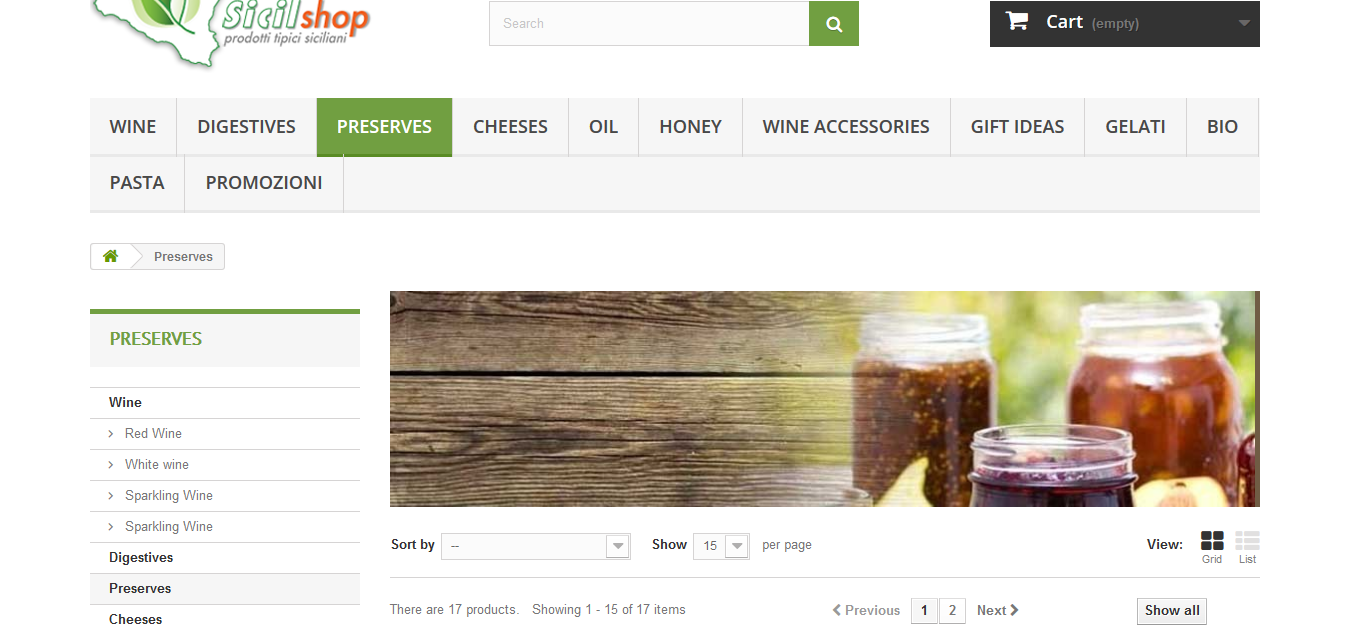 Sicilshop
prodotti tipici siciliani
Search
Cart (empty)
WINE DIGESTIVES PRESERVES CHEESES OIL HONEY WINE ACCESSORIES GIFT IDEAS GELATI BIO
PASTA PROMOZIONI
Preserves
PRESERVES
Wine
Red Wine
White wine
Sparkling Wine
Sparkling Wine
Digestives
Preserves
Cheeses
Sort by -- Show 15 per page View: Grid List
There are 17 products. Showing 1 - 15 of 17 items Previous 1 2 Next Show all